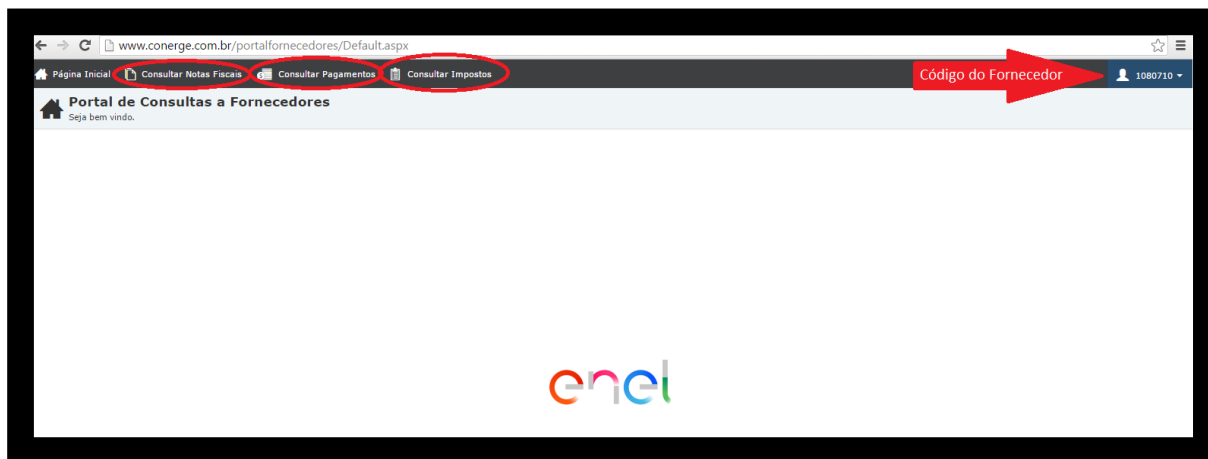 www.conerge.com.br/portalfornecedores/Default.aspx
Página Inicial Consultar Notas Fiscais Consultar Pagamentos Consultar Impostos Código do Fornecedor 1080710
Portal de Consultas a Fornecedores
Seja bem vindo.
enel